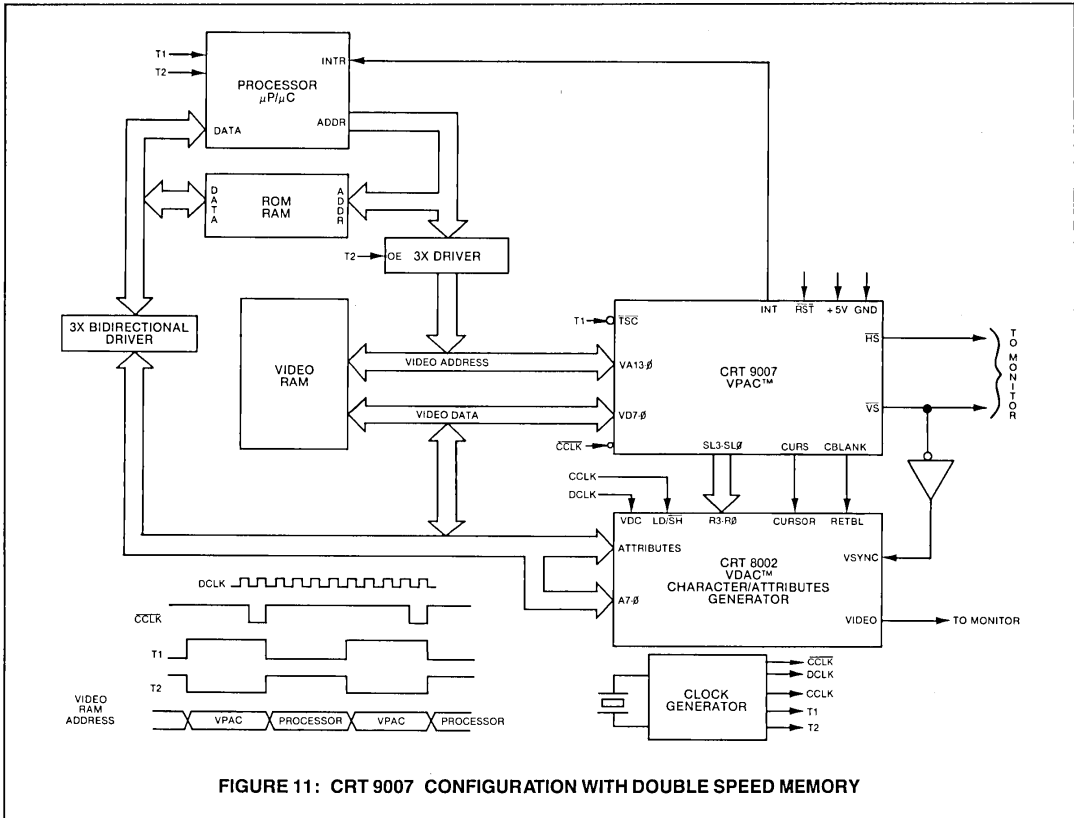 T1
T2
INTR
PROCESSOR
μP/μC
ADDR
DATA
DATA
ROM
RAM
ADDR
T2
OE
3X DRIVER
3X BIDIRECTIONAL
DRIVER
VIDEO
RAM
VIDEO ADDRESS
VIDEO DATA
T1
TSC
INT
RST
+5V
GND
HS
VA13-Ø
CRT 9007
VPAC™
VS
VD7-Ø
CCLK
SL3-SLØ
CURS
CBLANK
TO MONITOR
CCLK
DCLK
VDC
LD/SH
R3-RØ
CURSOR
RETBL
ATTRIBUTES
VSYNC
CRT 8002
VDAC™
CHARACTER/ATTRIBUTES
GENERATOR
A7-Ø
VIDEO
TO MONITOR
DCLK
CCLK
T1
T2
VIDEO
RAM
ADDRESS
VPAC
PROCESSOR
VPAC
PROCESSOR
CLOCK
GENERATOR
CCLK
DCLK
CCLK
T1
T2
FIGURE 11: CRT 9007 CONFIGURATION WITH DOUBLE SPEED MEMORY